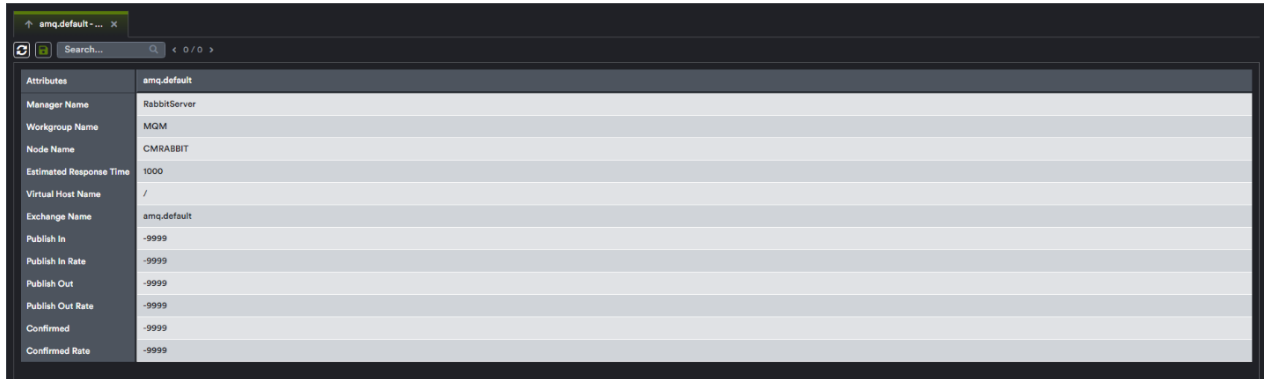 amq.default-...
Search... < 0/0 >
Attributes amq.default
Manager Name RabbitServer
Workgroup Name MQM
Node Name CMRABBIT
Estimated Response Time 1000
Virtual Host Name /
Exchange Name amq.default
Publish In -9999
Publish In Rate -9999
Publish Out -9999
Publish Out Rate -9999
Confirmed -9999
Confirmed Rate -9999